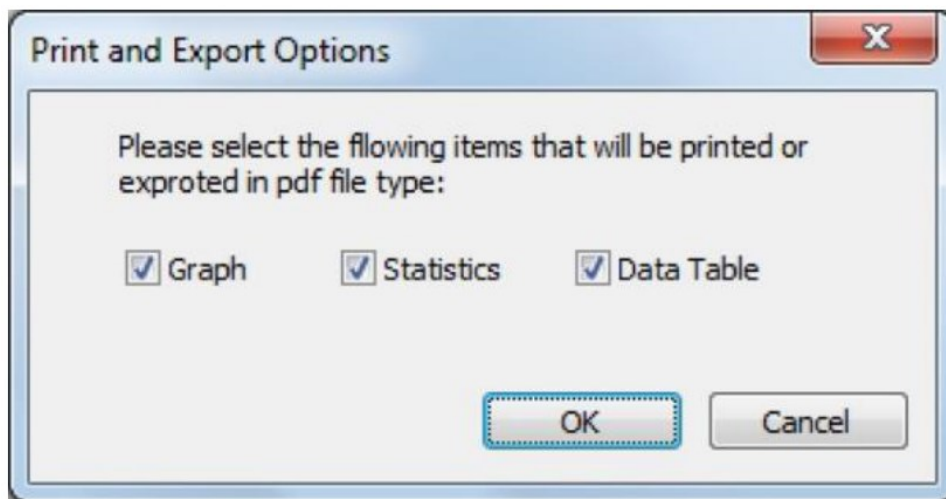 Print and Export Options
Please select the fllowing items that will be printed or
exproted in pdf file type:
Graph Statistics Data Table
OK Cancel